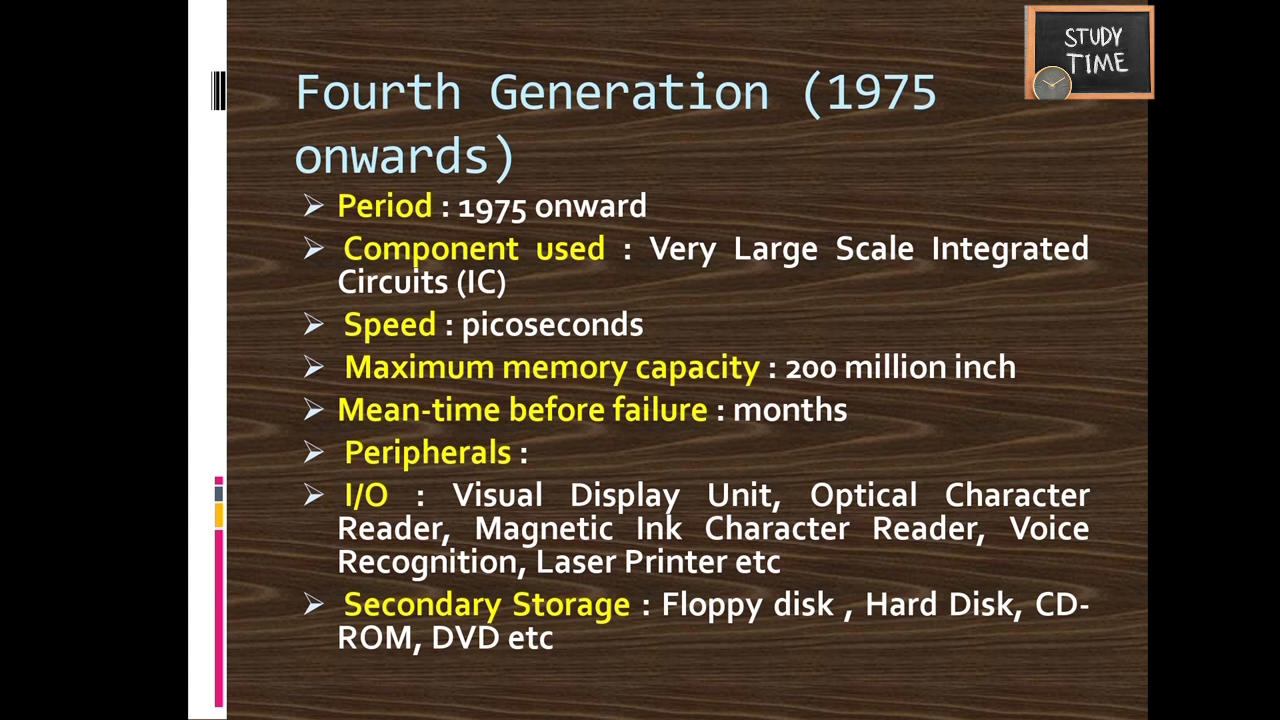 STUDY
TIME
Fourth Generation (1975
onwards)
Period : 1975 onward
Component used : Very Large Scale Integrated
Circuits (IC)
Speed : picoseconds
Maximum memory capacity : 200 million inch
Mean-time before failure : months
Peripherals :
I/O : Visual Display Unit, Optical Character
Reader, Magnetic Ink Character Reader, Voice
Recognition, Laser Printer etc
Secondary Storage : Floppy disk , Hard Disk, CD-
ROM, DVD etc